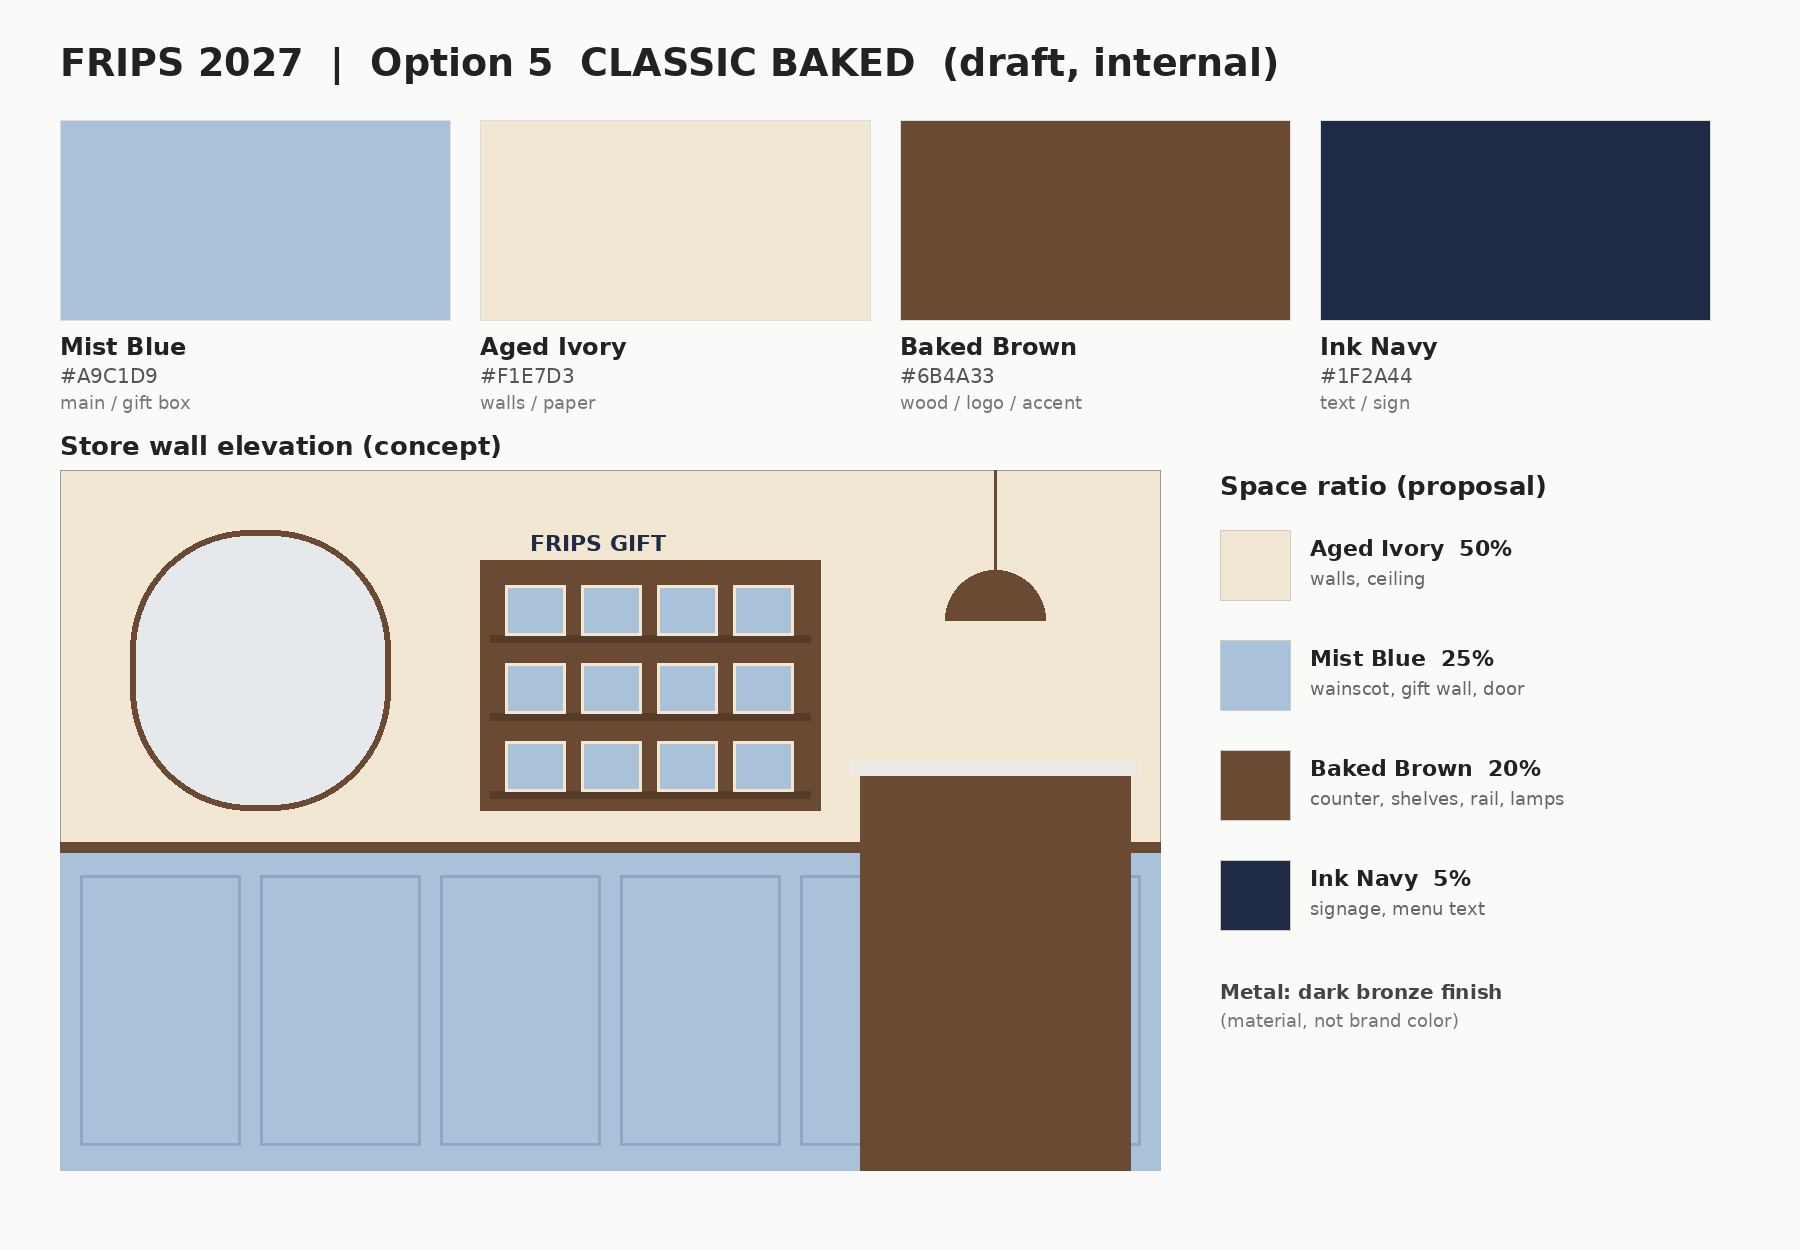 FRIPS 2027 | Option 5 CLASSIC BAKED (draft, internal)
Mist Blue
#A9C1D9
main / gift box
Aged Ivory
#F1E7D3
walls / paper
Baked Brown
#6B4A33
wood / logo / accent
Ink Navy
#1F2A44
text / sign
Store wall elevation (concept)
FRIPS GIFT
Space ratio (proposal)
Aged Ivory 50%
walls, ceiling
Mist Blue 25%
wainscot, gift wall, door
Baked Brown 20%
counter, shelves, rail, lamps
Ink Navy 5%
signage, menu text
Metal: dark bronze finish
(material, not brand color)